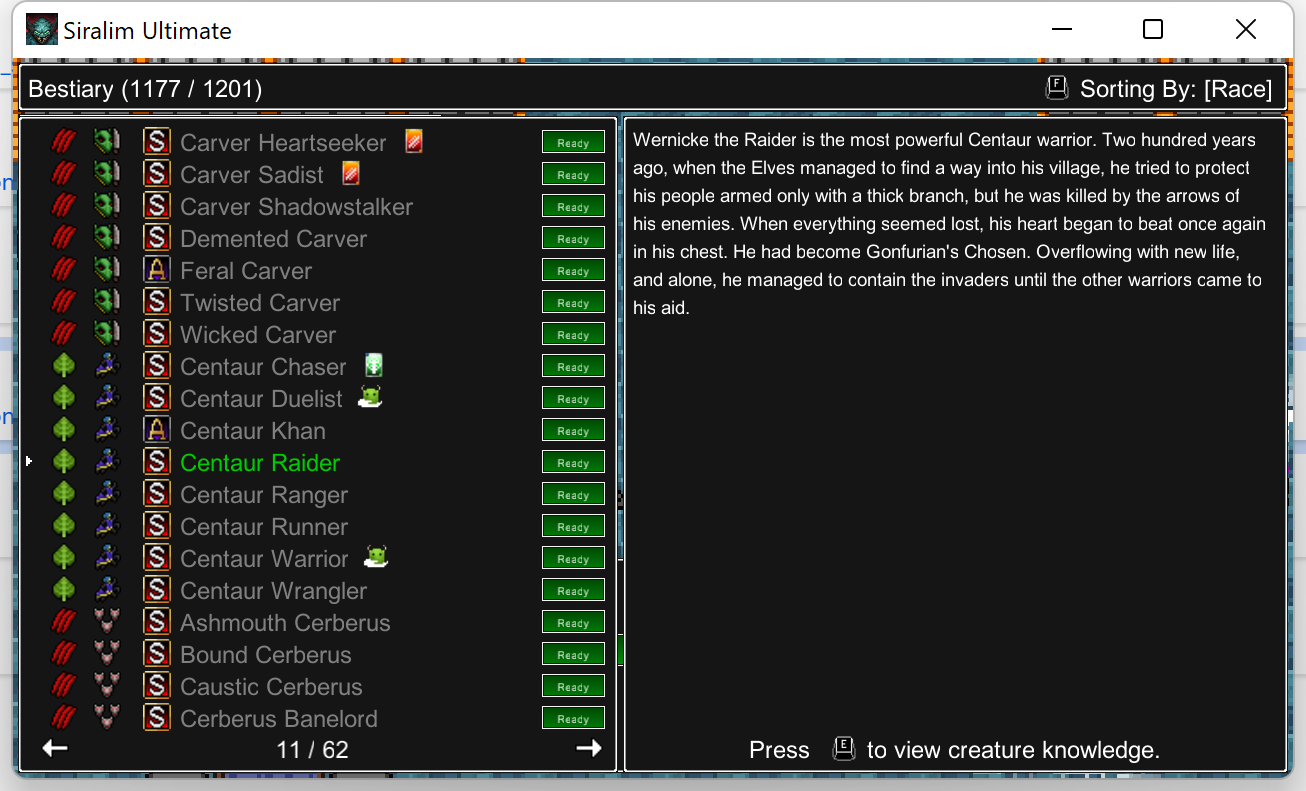 Siralim Ultimate
Bestiary (1177 / 1201)
F Sorting By: [Race]
S Carver Heartseeker Ready
S Carver Sadist Ready
S Carver Shadowstalker Ready
S Demented Carver Ready
A Feral Carver Ready
S Twisted Carver Ready
S Wicked Carver Ready
S Centaur Chaser Ready
S Centaur Duelist Ready
A Centaur Khan Ready
S Centaur Raider Ready
S Centaur Ranger Ready
S Centaur Runner Ready
S Centaur Warrior Ready
S Centaur Wrangler Ready
S Ashmouth Cerberus Ready
S Bound Cerberus Ready
S Caustic Cerberus Ready
S Cerberus Banelord Ready
11 / 62
Wernicke the Raider is the most powerful Centaur warrior. Two hundred years
ago, when the Elves managed to find a way into his village, he tried to protect
his people armed only with a thick branch, but he was killed by the arrows of
his enemies. When everything seemed lost, his heart began to beat once again
in his chest. He had become Gonfurian's Chosen. Overflowing with new life,
and alone, he managed to contain the invaders until the other warriors came to
his aid.
Press E to view creature knowledge.